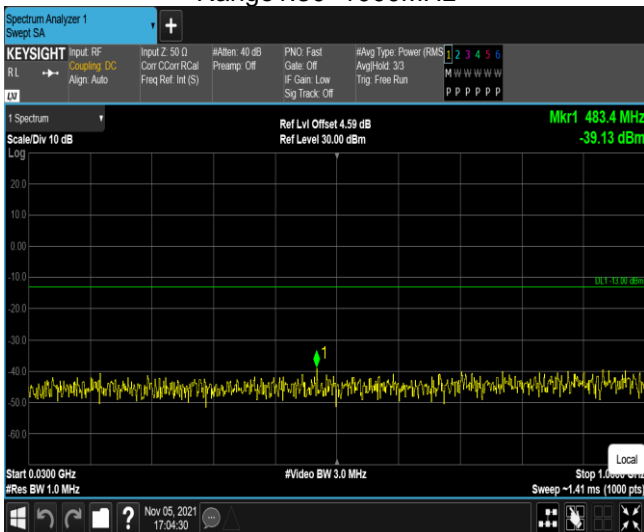 Spectrum Analyzer 1
Swept SA
KEYSIGHT
RL
LXI
Input: RF
Coupling: DC
Align: Auto
Input Z: 50 Ω
Corr CCorr RCal
Freq Ref: Int (S)
#Atten: 40 dB
Preamp: Off
PNO: Fast
Gate: Off
IF Gain: Low
Sig Track: Off
#Avg Type: Power (RMS
Avg|Hold: 3/3
Trig: Free Run
1 2 3 4 5 6
M W W W W W
P P P P P P
1 Spectrum
Scale/Div 10 dB
Log
Ref Lvl Offset 4.59 dB
Ref Level 30.00 dBm
Mkr1 483.4 MHz
-39.13 dBm
20.0
10.0
0.00
-10.0
DL1 -13.00 dBm
-20.0
-30.0
1
-40.0
-50.0
-60.0
Local
Start 0.0300 GHz
#Res BW 1.0 MHz
#Video BW 3.0 MHz
Sweep ~1.41 ms (1000 pts)
Nov 05, 2021
17:04:30